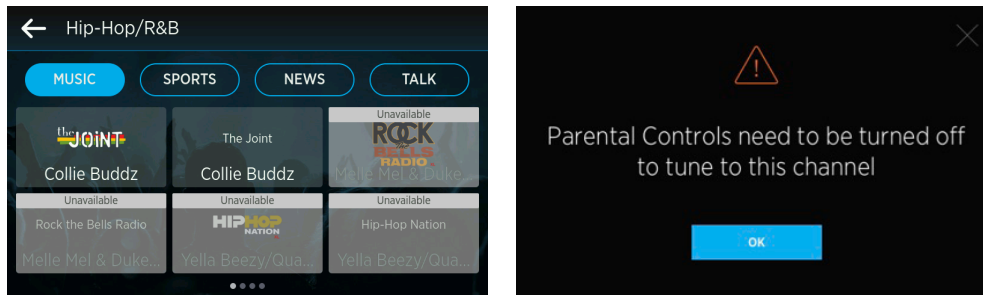 Hip-Hop/R&B
MUSIC SPORTS NEWS TALK
the JOINT
Collie Buddz
The Joint
Collie Buddz
Unavailable
ROCK
THE BELLS
RADIO
Melle Mel & Duke...
Unavailable
Rock the Bells Radio
Melle Mel & Duke...
Unavailable
HIPHOP
NATION
Yella Beezy/Qua...
Unavailable
Hip-Hop Nation
Yella Beezy/Qua...
Parental Controls need to be turned off
to tune to this channel
OK